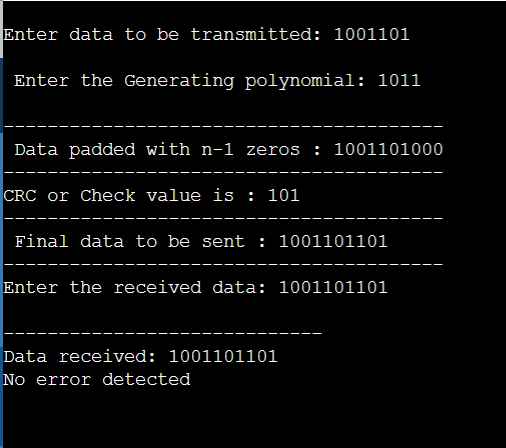 Enter data to be transmitted: 1001101
Enter the Generating polynomial: 1011
----------------------------------------
Data padded with n-1 zeros : 1001101000
----------------------------------------
CRC or Check value is : 101
----------------------------------------
Final data to be sent : 1001101101
----------------------------------------
Enter the received data: 1001101101
-----------------------------
Data received: 1001101101
No error detected